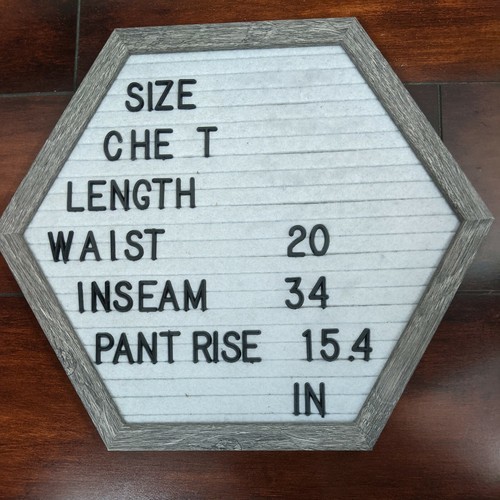 SIZE
CHE T
LENGTH
WAIST 20
INSEAM 34
PANT RISE 15.4
IN